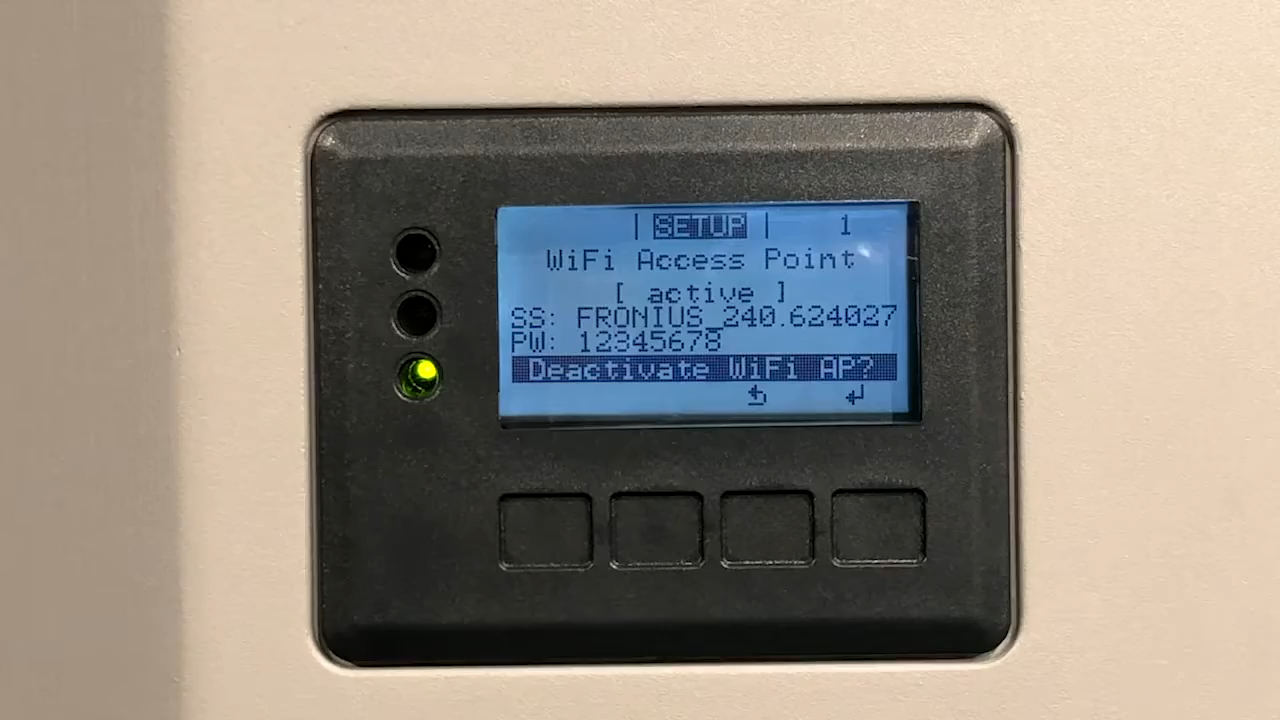 | SETUP | 1
WiFi Access Point
[ active ]
SS: FRONIUS_240.624027
PW: 12345678
Deactivate WiFi AP?